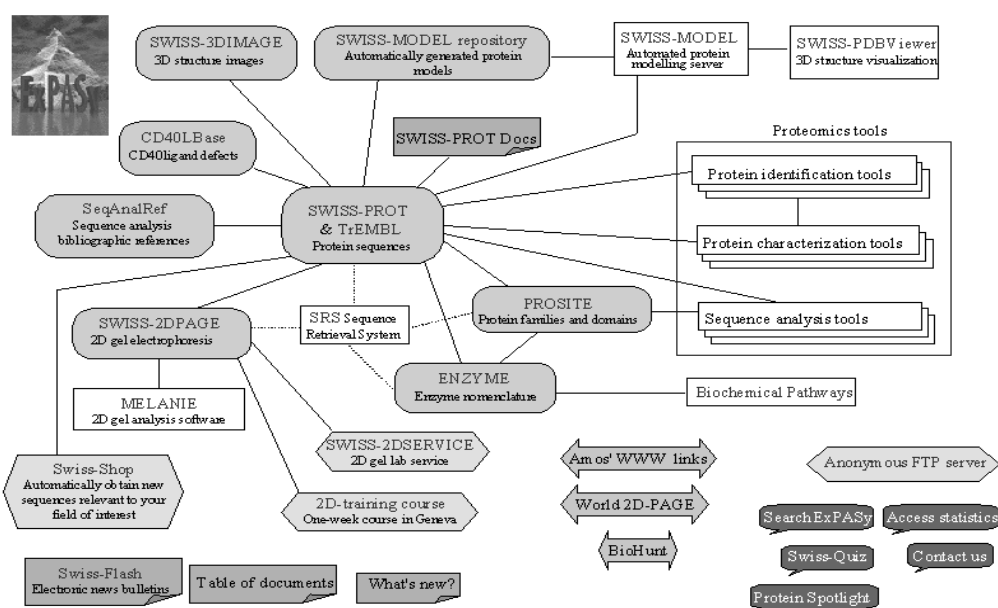 ExPASy
SWISS-3DIMAGE
3D structure images
SWISS-MODEL repository
Automatically generated protein
models
SWISS-MODEL
Automated protein
modelling server
SWISS-PDBViewer
3D structure visualization
CD40LBase
CD40ligand defects
SWISS-PROT Docs
Proteomics tools
Protein identification tools
SeqAnalRef
Sequence analysis
bibliographic references
SWISS-PROT
& TrEMBL
Protein sequences
Protein characterization tools
SWISS-2DPAGE
2D gel electrophoresis
SRS Sequence
Retrieval System
PROSITE
Protein families and domains
Sequence analysis tools
ENZYME
Enzyme nomenclature
Biochemical Pathways
MELANIE
2D gel analysis software
SWISS-2DSERVICE
2D gel lab service
Swiss-Shop
Automatically obtain new
sequences relevant to your
field of interest
2D-training course
One-week course in Geneva
Amos' WWW links
World 2D-PAGE
BioHunt
Anonymous FTP server
SearchExPASy
Access statistics
Swiss-Quiz
Contact us
Protein Spotlight
Swiss-Flash
Electronic news bulletins
Table of documents
What's new?